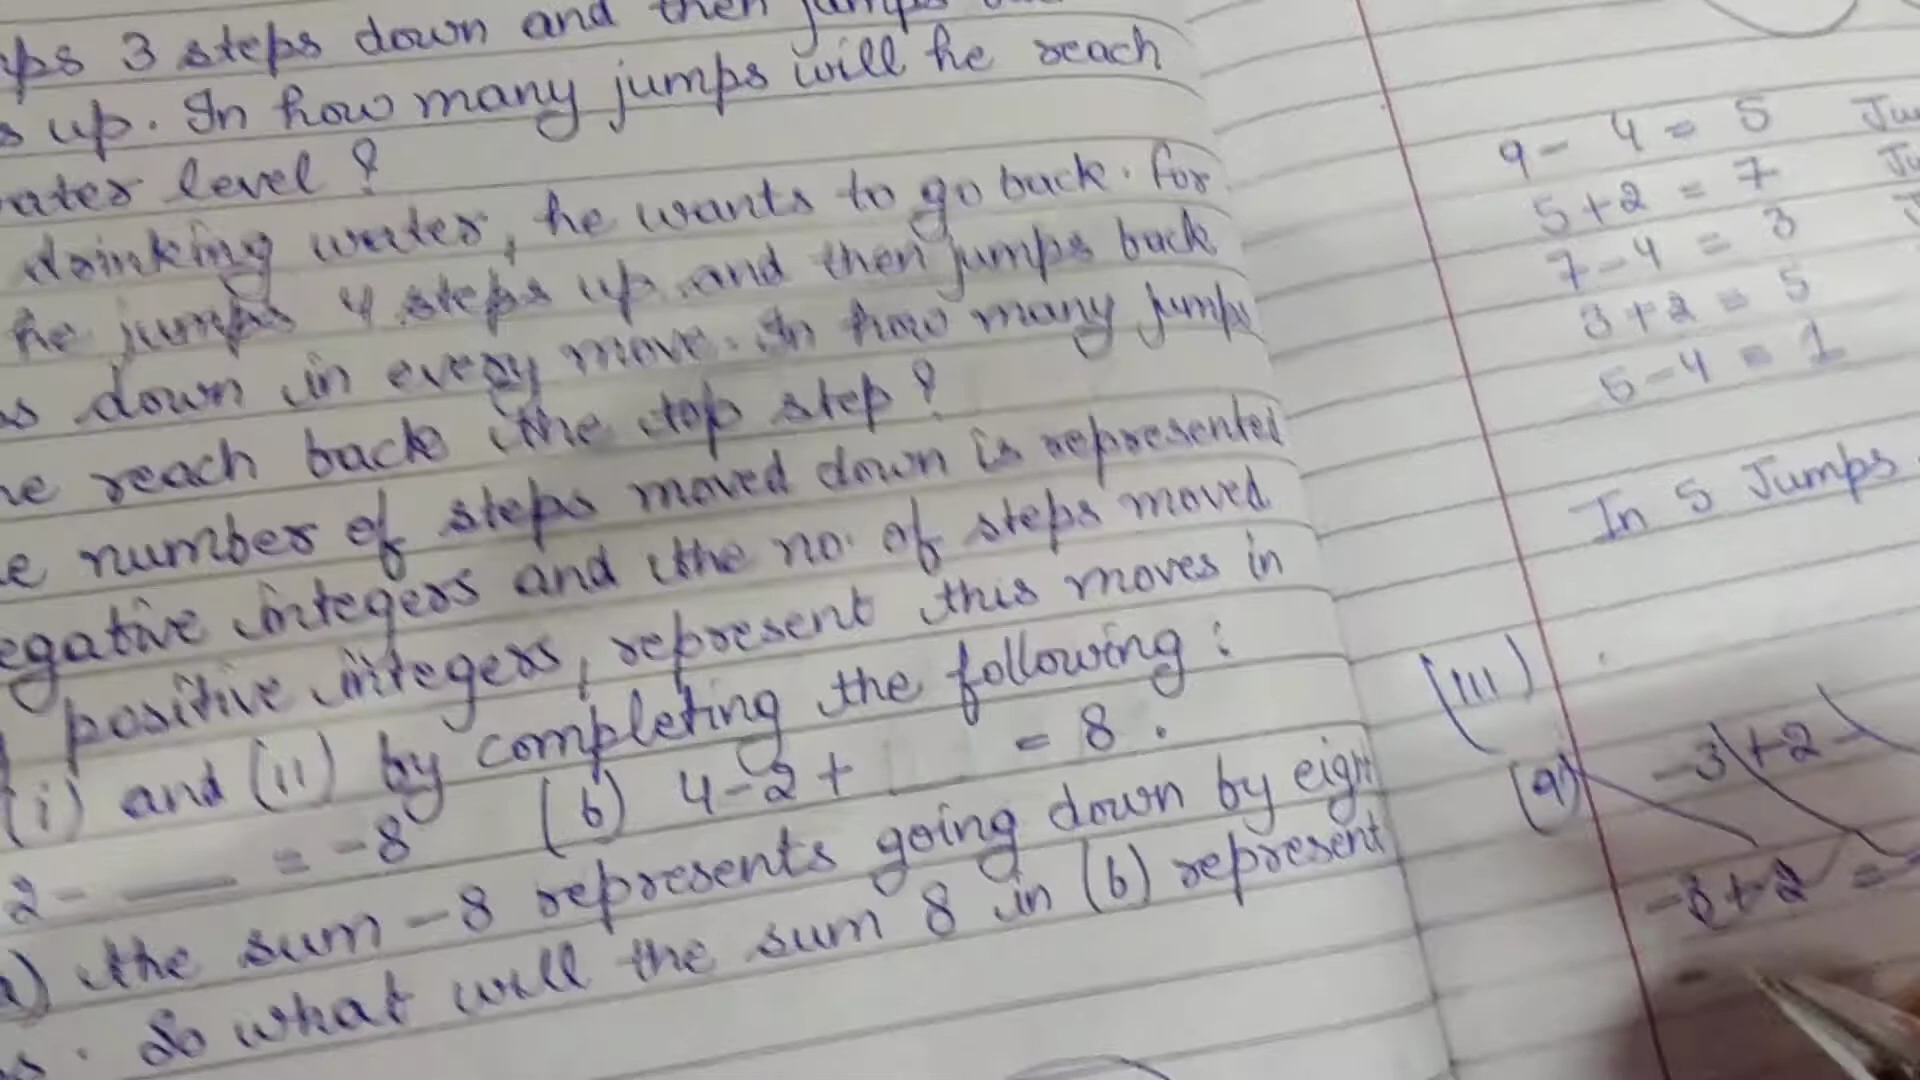 3 steps down and then jumps
up. In how many jumps will he reach
level ?
drinking water, he wants to go back. for
he jumps 4 steps up and then jumps back
down in every move. In how many jumps
reach back the top step ?
number of steps moved down is represented
integers and the no. of steps moved
positive integers, represent this moves in
(i) and (ii) by completing the following :
2 - ___ = -8 (b) 4-2+ = 8.
the sum -8 represents going down by eight
So what will the sum 8 in (b) represent
9 - 4 = 5
5+2 = 7
7-4 = 3
3+2 = 5
5-4 = 1
In 5 Jumps
(iii)
(a) -3+2-
-3+2 =